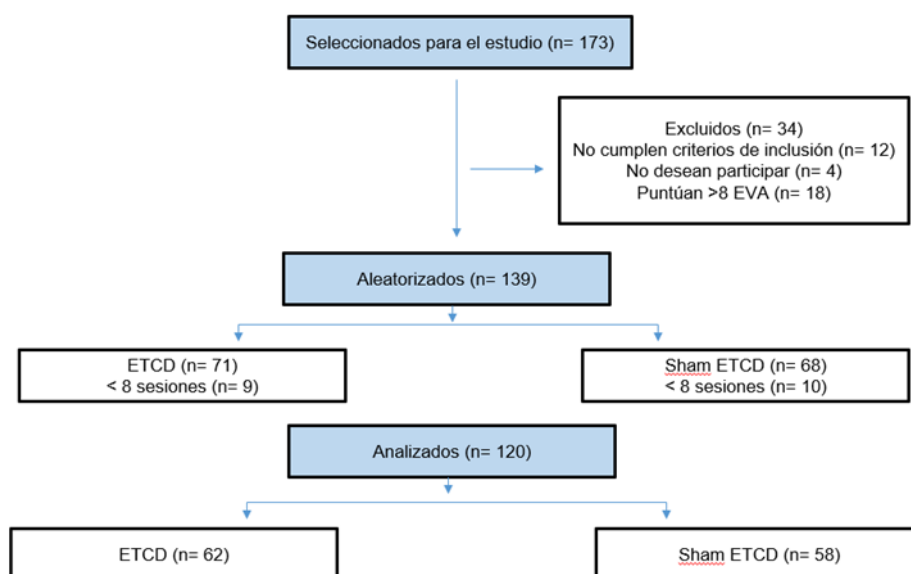 Seleccionados para el estudio (n= 173)
Excluidos (n= 34)
No cumplen criterios de inclusión (n= 12)
No desean participar (n= 4)
Puntúan >8 EVA (n= 18)
Aleatorizados (n= 139)
ETCD (n= 71)
< 8 sesiones (n= 9)
Sham ETCD (n= 68)
< 8 sesiones (n= 10)
Analizados (n= 120)
ETCD (n= 62)
Sham ETCD (n= 58)